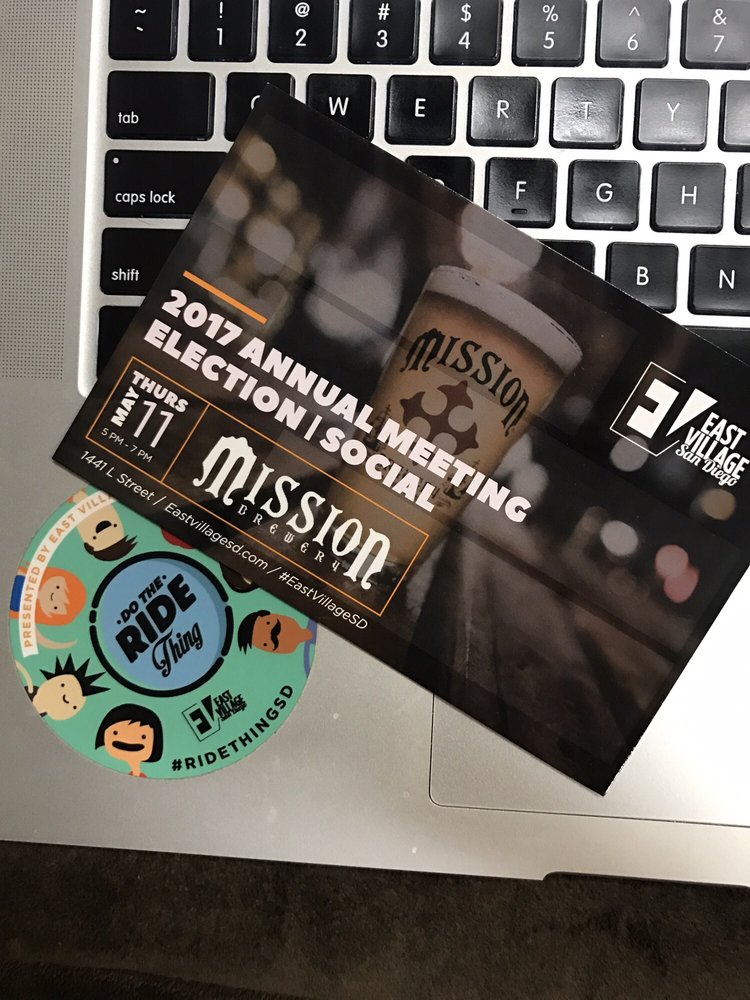 ~
`
!
1
@
2
#
3
$
4
%
5
^
6
&
7
tab
W
E
R
T
Y
caps lock
F
G
H
shift
B
N
2017 ANNUAL MEETING
ELECTION | SOCIAL
THURS
MAY 11
5 PM - 7 PM
MISSION
BREWERY
1441 L Street / Eastvillagesd.com / #EastVillageSD
MISSION
EV
EAST
VILLAGE
San Diego
PRESENTED BY EAST VILL
·DO THE·
RIDE
Thing
EV
EAST
VILLAGE
#RIDETHINGSD